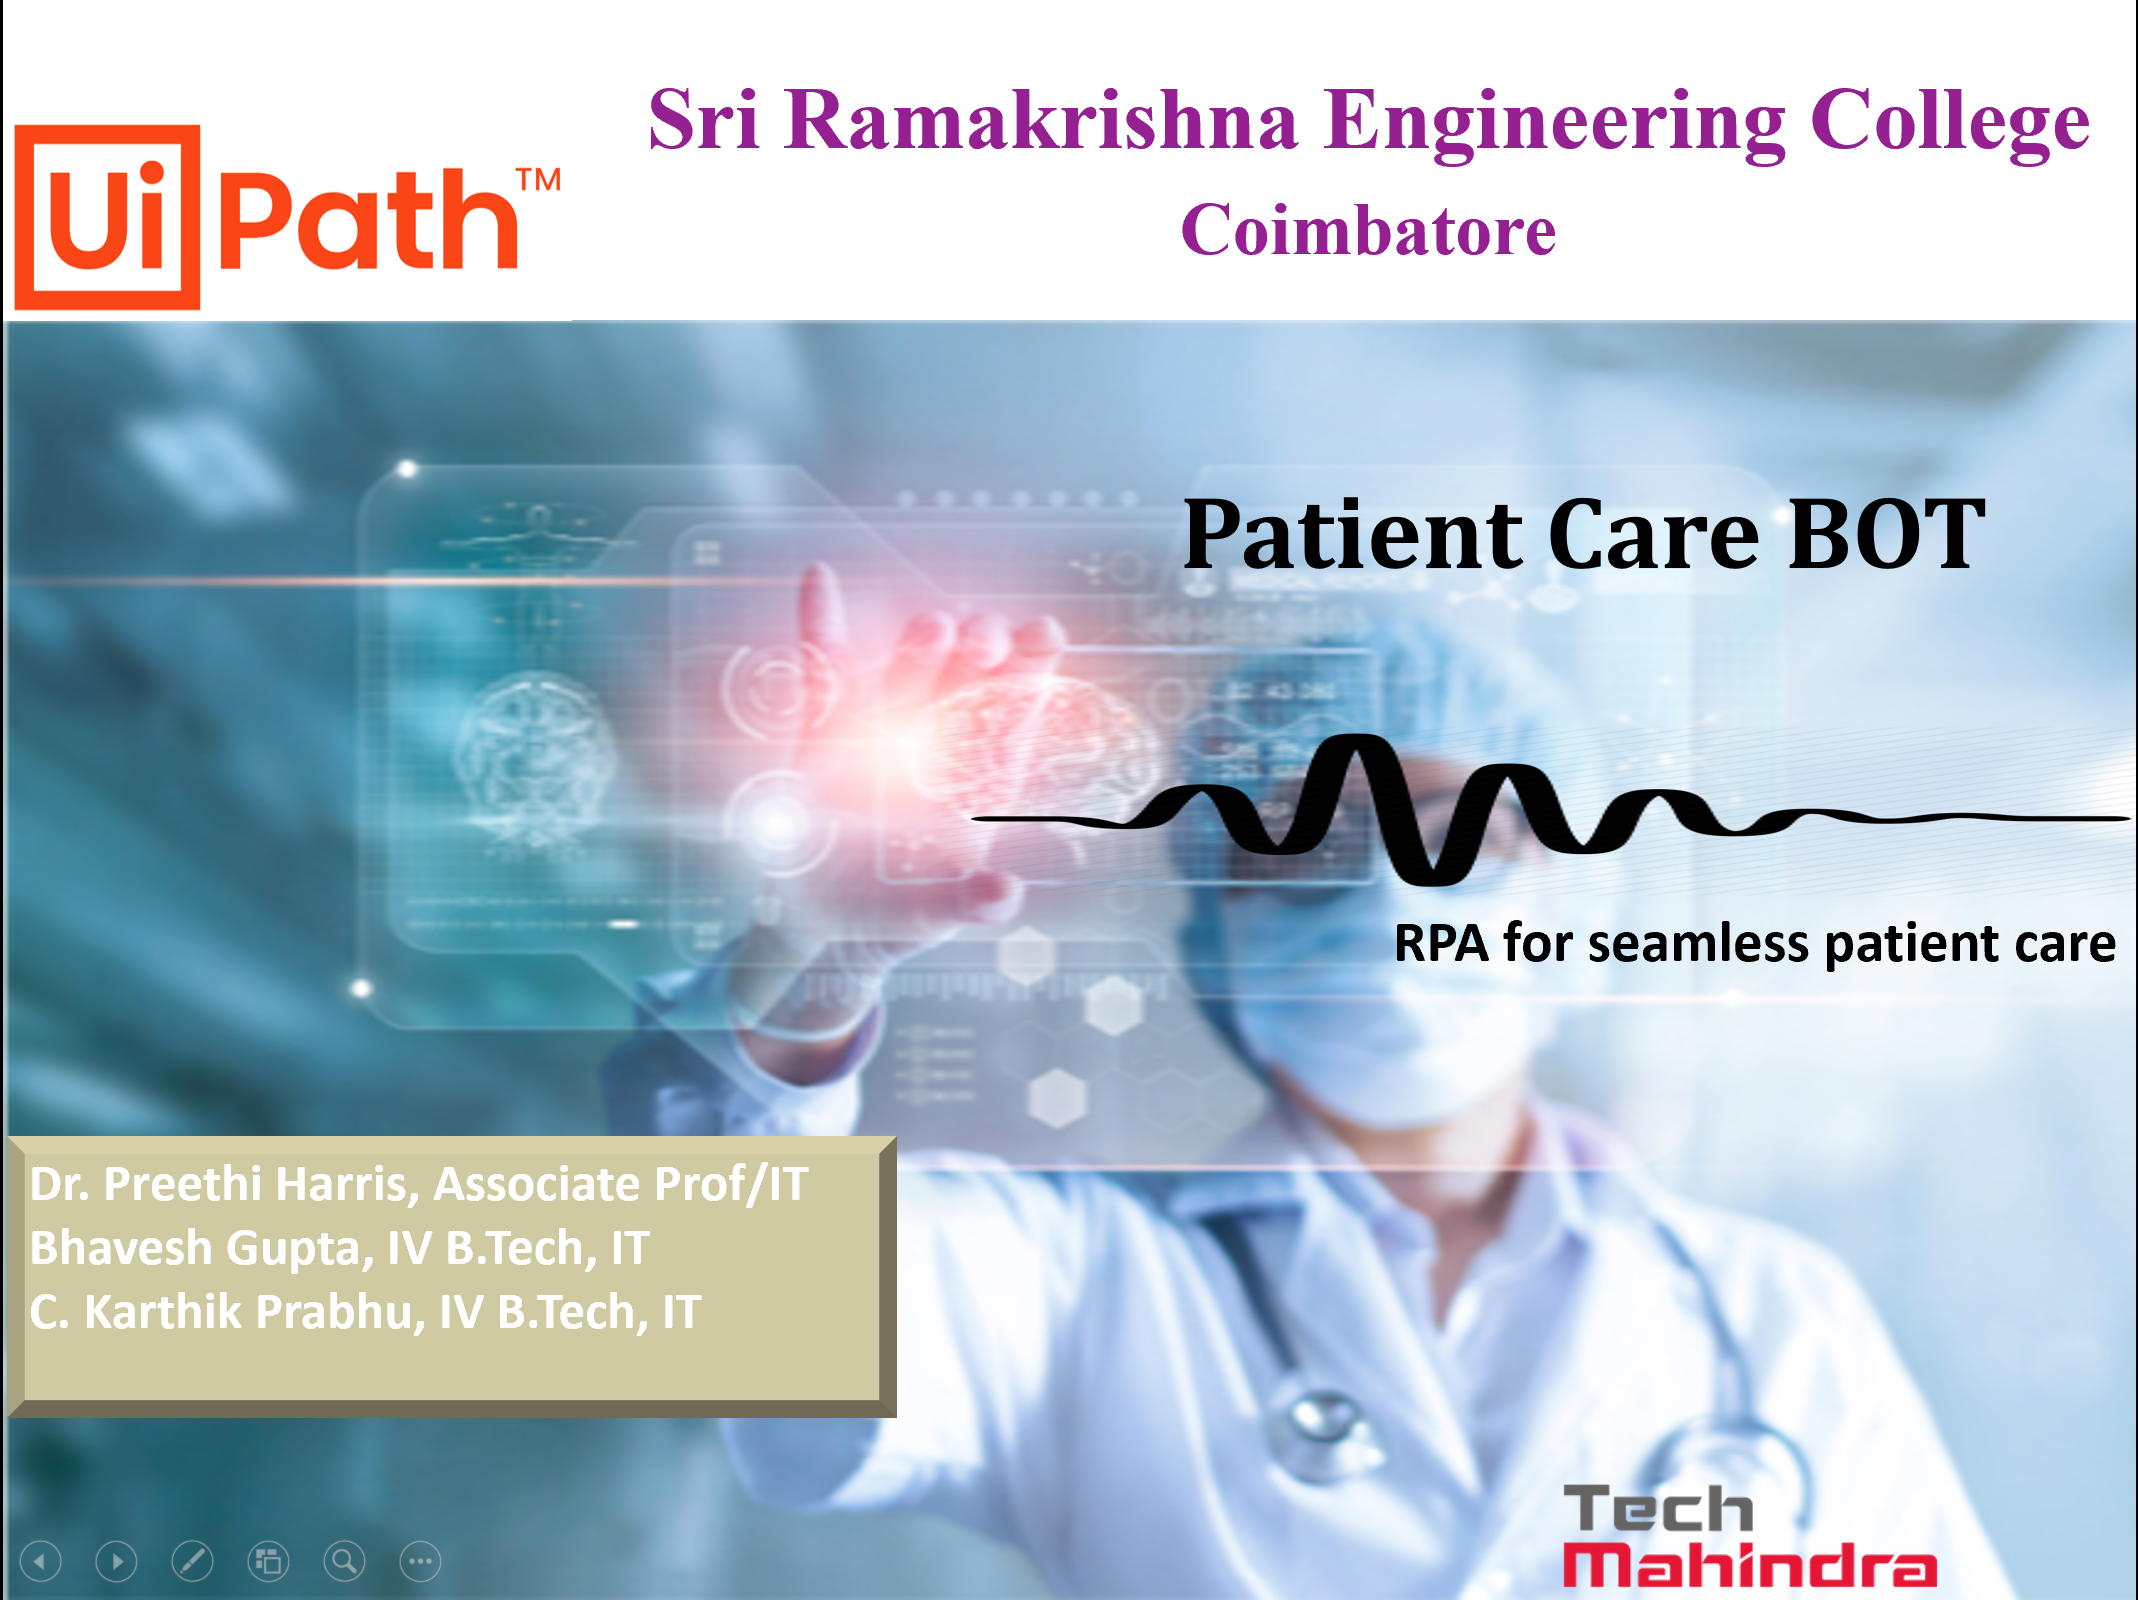 Sri Ramakrishna Engineering College
Coimbatore
UiPath™
Patient Care BOT
RPA for seamless patient care
Dr. Preethi Harris, Associate Prof/IT
Bhavesh Gupta, IV B.Tech, IT
C. Karthik Prabhu, IV B.Tech, IT
Tech
Mahindra